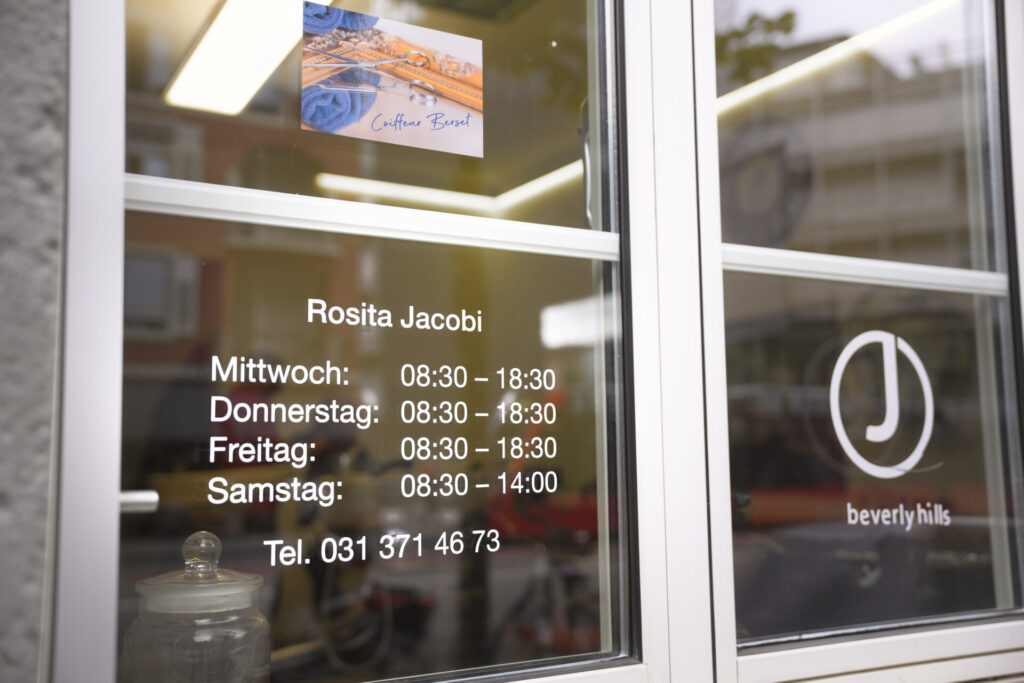 Coiffeur Berset
Rosita Jacobi
Mittwoch: 08:30 – 18:30
Donnerstag: 08:30 – 18:30
Freitag: 08:30 – 18:30
Samstag: 08:30 – 14:00
Tel. 031 371 46 73
J
beverly hills